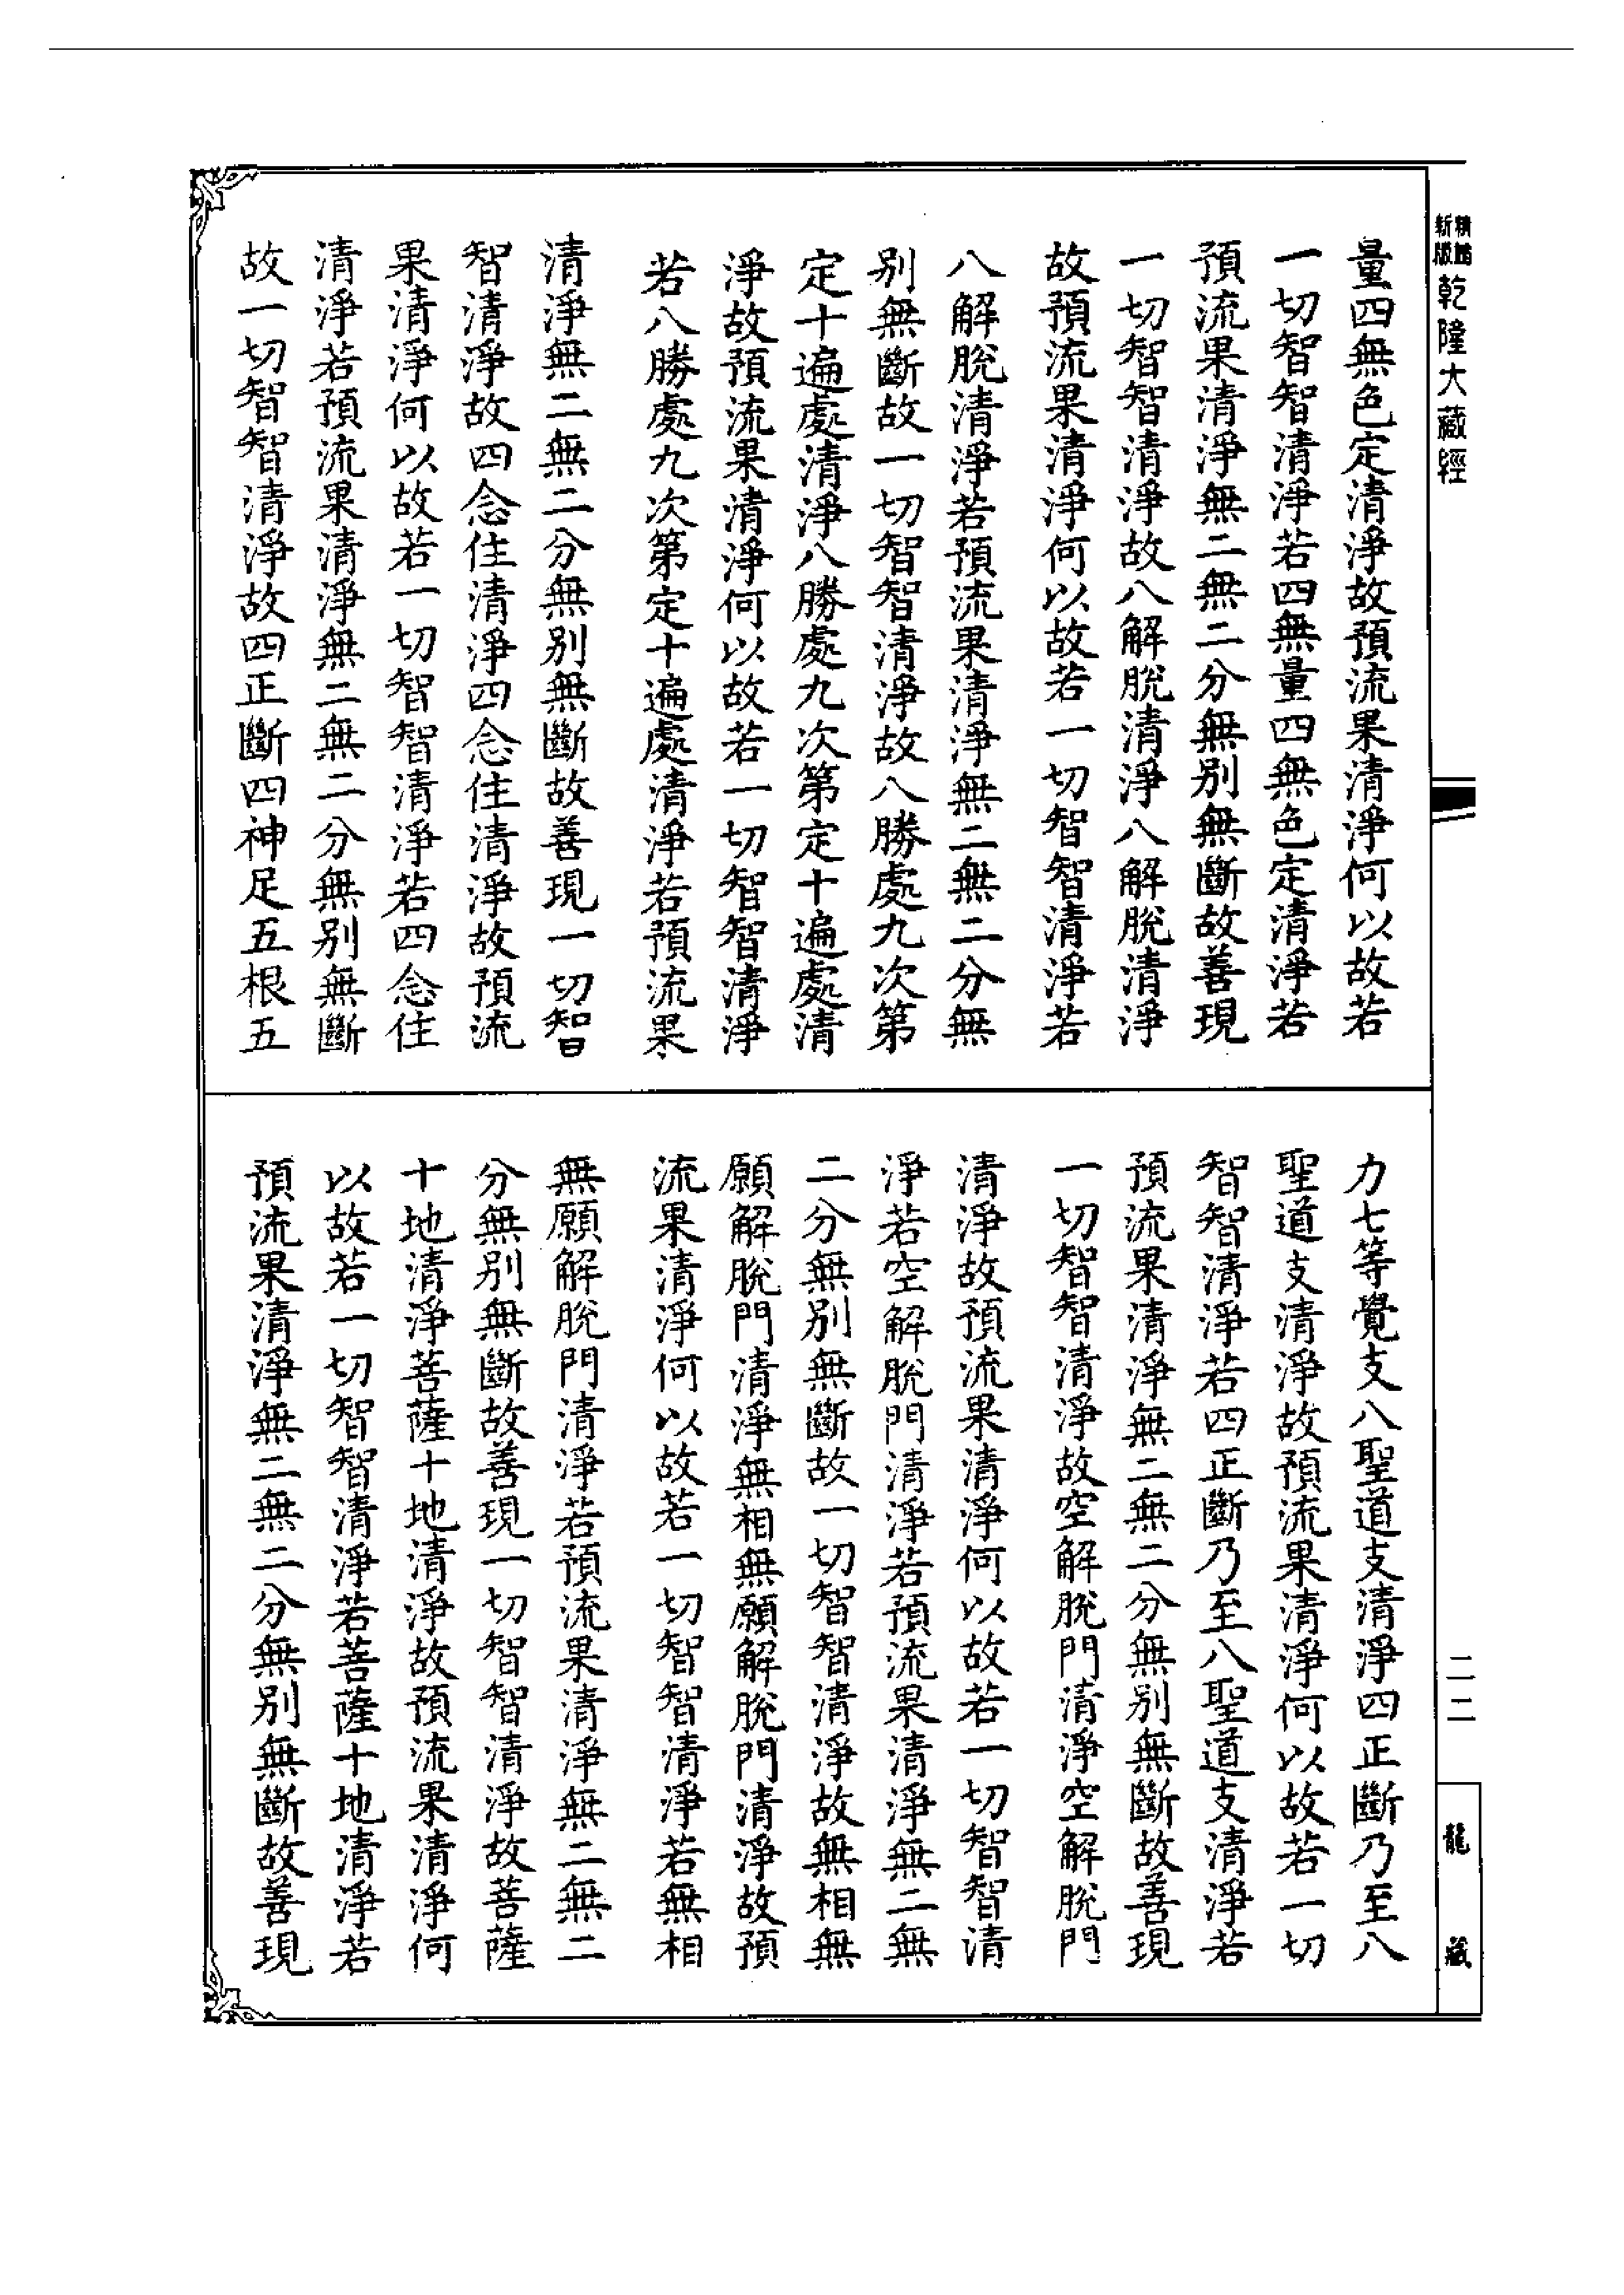 量四無色定清淨故預流果清淨何以故若
一切智智清淨若四無量四無色定清淨若
預流果清淨無二無二分無別無斷故善現
一切智智清淨故八解脫清淨八解脫清淨
故預流果清淨何以故若一切智智清淨若
八解脫清淨若預流果清淨無二無二分無
別無斷故一切智智清淨故八勝處九次第
定十遍處清淨八勝處九次第定十遍處清
淨故預流果清淨何以故若一切智智清淨
若八勝處九次第定十遍處清淨若預流果
清淨無二無二分無別無斷故善現一切智
智清淨故四念住清淨四念住清淨故預流
果清淨何以故若一切智智清淨若四念住
清淨若預流果清淨無二無二分無別無斷
故一切智智清淨故四正斷四神足五根五
力七等覺支八聖道支清淨四正斷乃至八
聖道支清淨故預流果清淨何以故若一切
智智清淨若四正斷乃至八聖道支清淨若
預流果清淨無二無二分無別無斷故善現
一切智智清淨故空解脫門清淨空解脫門
清淨故預流果清淨何以故若一切智智清
淨若空解脫門清淨若預流果清淨無二無
二分無別無斷故一切智智清淨故無相無
願解脫門清淨無相無願解脫門清淨故預
流果清淨何以故若一切智智清淨若無相
無願解脫門清淨若預流果清淨無二無二
分無別無斷故善現一切智智清淨故菩薩
十地清淨菩薩十地清淨故預流果清淨何
以故若一切智智清淨若菩薩十地清淨若
預流果清淨無二無二分無別無斷故善現
新版
乾隆大藏經
二二
龍藏